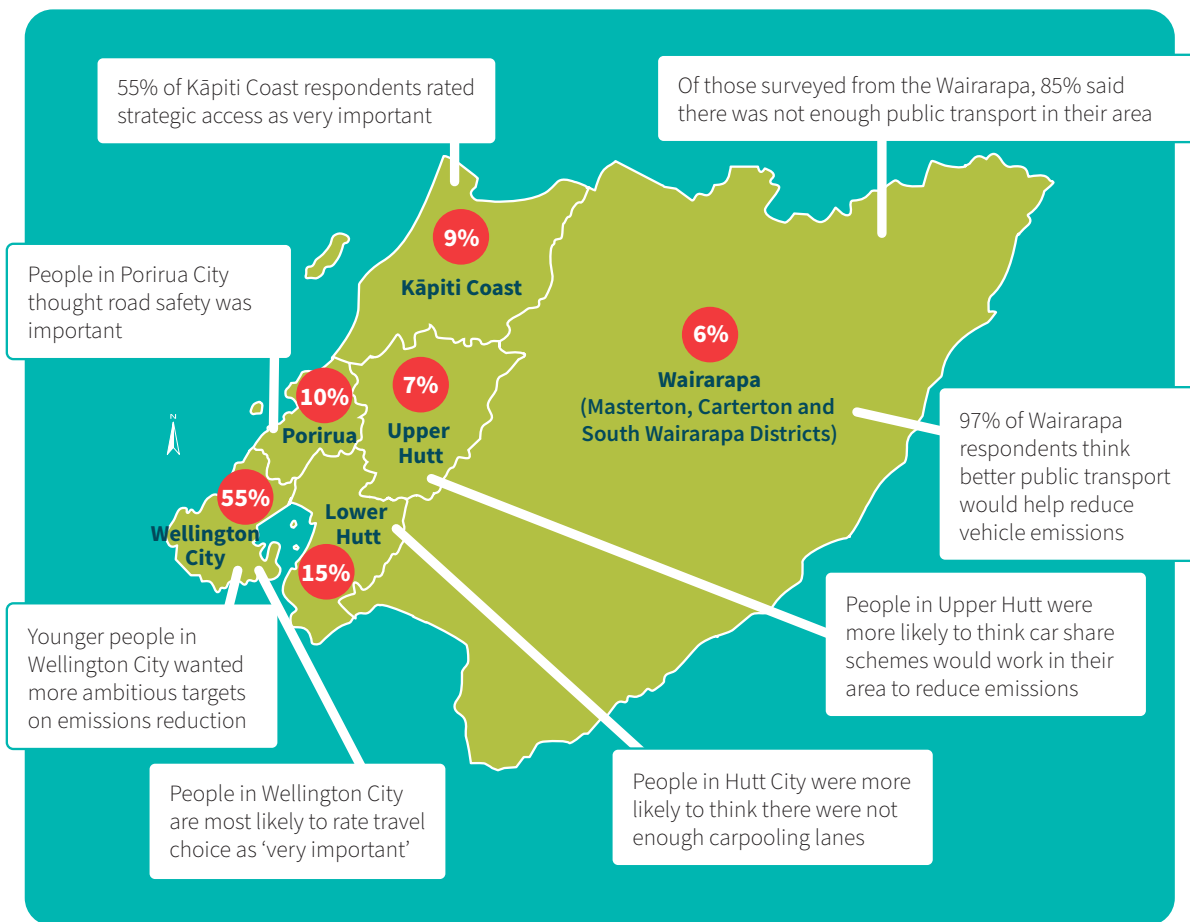 55% of Kāpiti Coast respondents rated
strategic access as very important
Of those surveyed from the Wairarapa, 85% said
there was not enough public transport in their area
9%
Kāpiti Coast
People in Porirua City
thought road safety was
important
6%
Wairarapa
(Masterton, Carterton and
South Wairarapa Districts)
10%
Porirua
7%
Upper
Hutt
N
97% of Wairarapa
respondents think
better public transport
would help reduce
vehicle emissions
55%
Wellington
City
Lower
Hutt
15%
People in Upper Hutt were
more likely to think car share
schemes would work in their
area to reduce emissions
Younger people in
Wellington City wanted
more ambitious targets
on emissions reduction
People in Wellington City
are most likely to rate travel
choice as ‘very important’
People in Hutt City were more
likely to think there were not
enough carpooling lanes